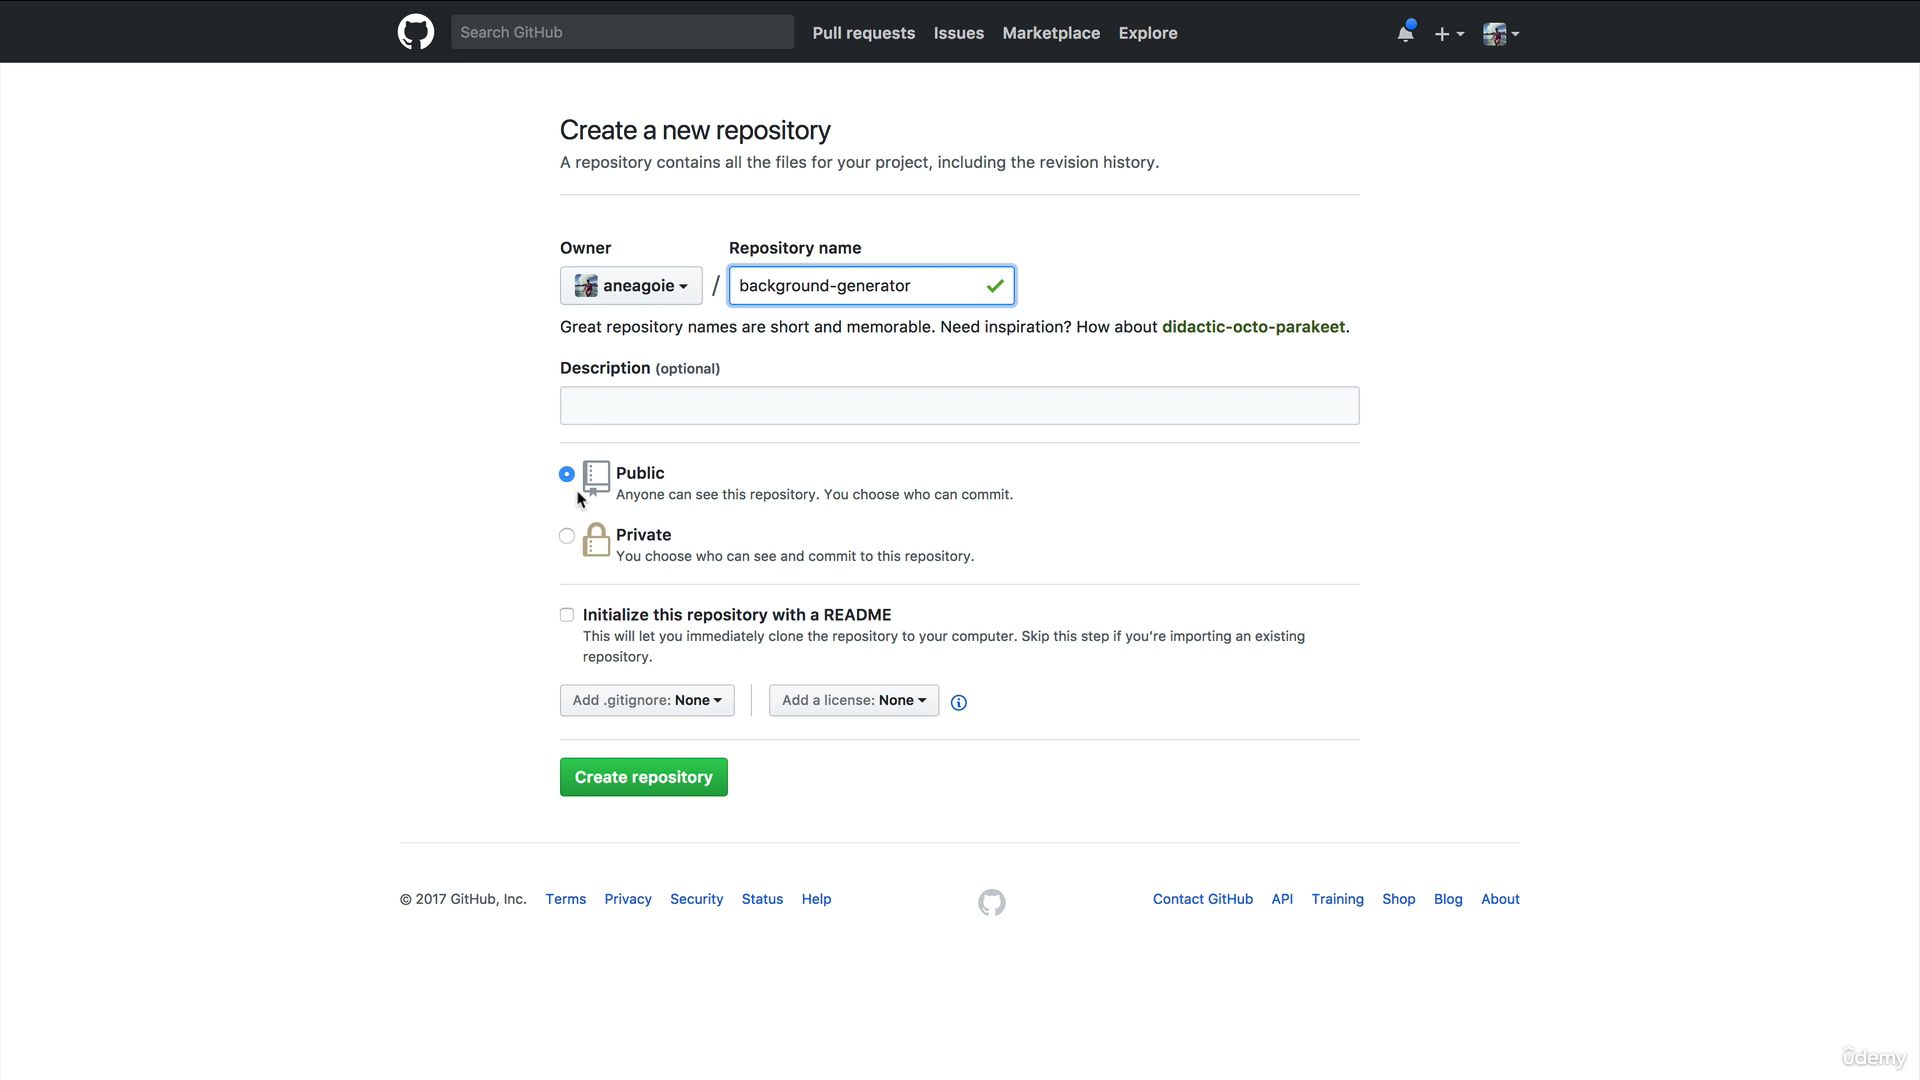 Search GitHub
Pull requests
Issues
Marketplace
Explore
Create a new repository
A repository contains all the files for your project, including the revision history.
Owner
Repository name
aneagoie
/
background-generator
Great repository names are short and memorable. Need inspiration? How about didactic-octo-parakeet.
Description (optional)
Public
Anyone can see this repository. You choose who can commit.
Private
You choose who can see and commit to this repository.
Initialize this repository with a README
This will let you immediately clone the repository to your computer. Skip this step if you’re importing an existing
repository.
Add .gitignore: None
Add a license: None
Create repository
© 2017 GitHub, Inc.
Terms
Privacy
Security
Status
Help
Contact GitHub
API
Training
Shop
Blog
About
ûdemy